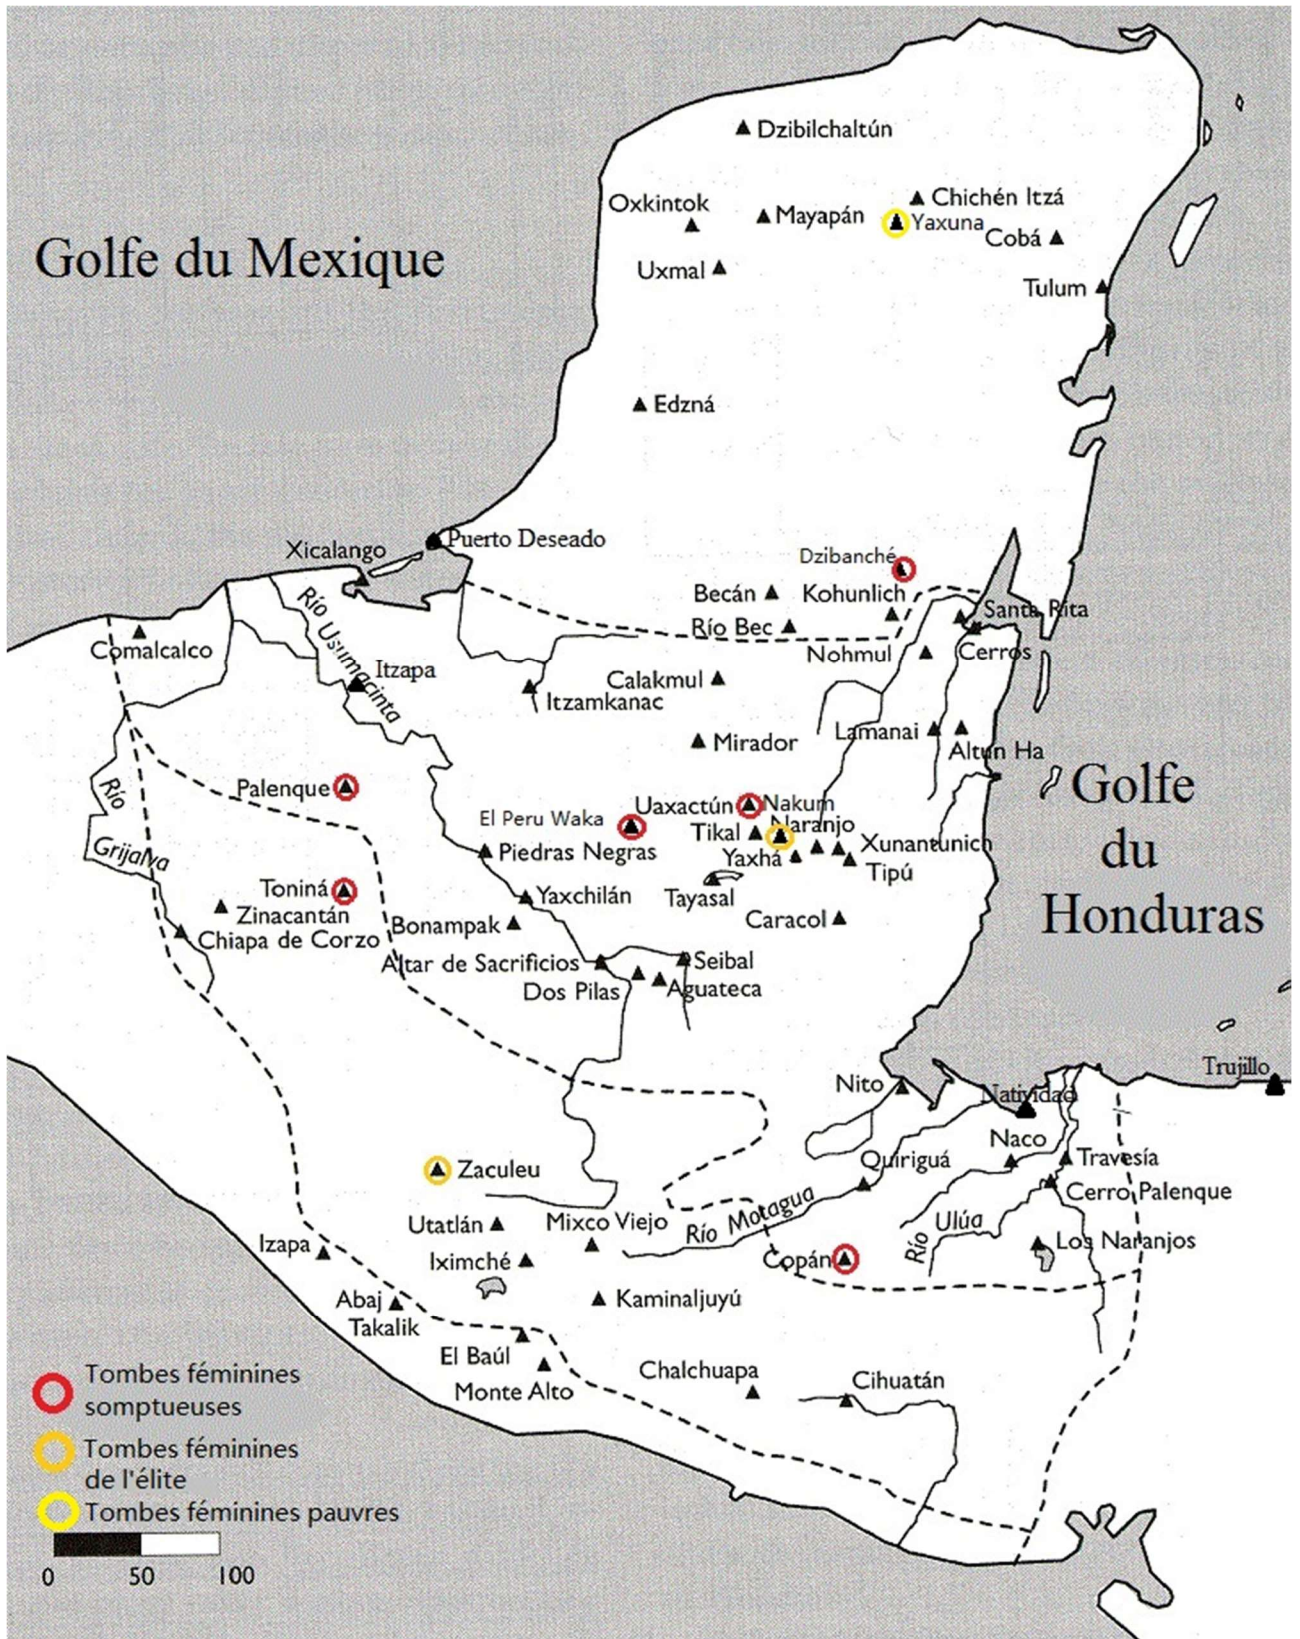 Dzibilchaltún
Oxkintok
Mayapán
Chichén Itzá
Yaxuna
Cobá
Golfe du Mexique
Uxmal
Tulum
Edzná
Xicalango
Puerto Deseado
Dzibanché
Becán
Kohunlich
Río Bec
Santa Rita
Comalcalco
Río Usumacinta
Nohmul
Cerros
Itzapa
Calakmul
Itzamkanac
Mirador
Lamanai
Altun Ha
Golfe
du
Honduras
Palenque
Río
Grijalva
El Peru Waka
Uaxactún
Nakum
Tikal
Naranjo
Piedras Negras
Yaxhá
Xunantunich
Tipú
Toniná
Zinacantán
Chiapa de Corzo
Yaxchilán
Tayasal
Bonampak
Caracol
Altar de Sacrificios
Seibal
Dos Pilas
Aguateca
Trujillo
Nito
Natividad
Naco
Zaculeu
Quiriguá
Travesía
Cerro Palenque
Utatlán
Mixco Viejo
Río Motagua
Río Ulúa
Izapa
Iximché
Copán
Los Naranjos
Abaj
Takalik
Kaminaljuyú
El Baúl
Monte Alto
Chalchuapa
Cihuatán
Tombes féminines
somptueuses
Tombes féminines
de l'élite
Tombes féminines pauvres
0 50 100